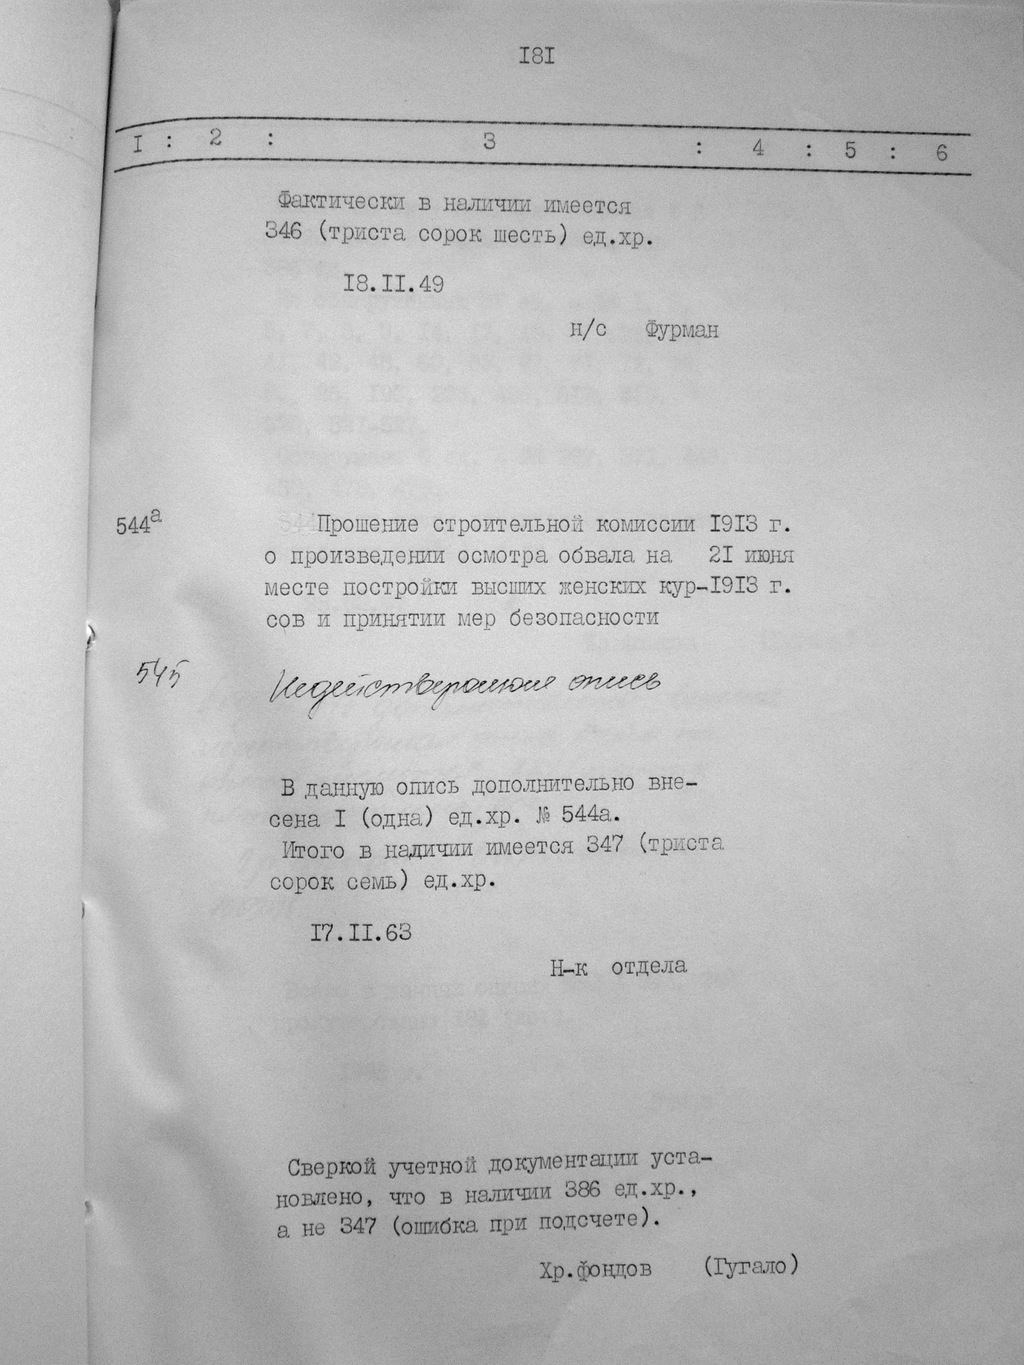 I8I
I : 2 : 3 : 4 : 5 : 6
Фактически в наличии имеется
346 (триста сорок шесть) ед.хр.
I8.II.49
н/с Фурман
544а Прошение строительной комиссии I9I3 г.
о произведении осмотра обвала на 2I июня
месте постройки высших женских кур-I9I3 г.
сов и принятии мер безопасности
545 Недействующая опись
В данную опись дополнительно вне-
сена I (одна) ед.хр. № 544а.
Итого в наличии имеется 347 (триста
сорок семь) ед.хр.
I7.II.63
Н-к отдела
Сверкой учетной документации уста-
новлено, что в наличии 386 ед.хр.,
а не 347 (ошибка при подсчете).
Хр.фондов (Гугало)